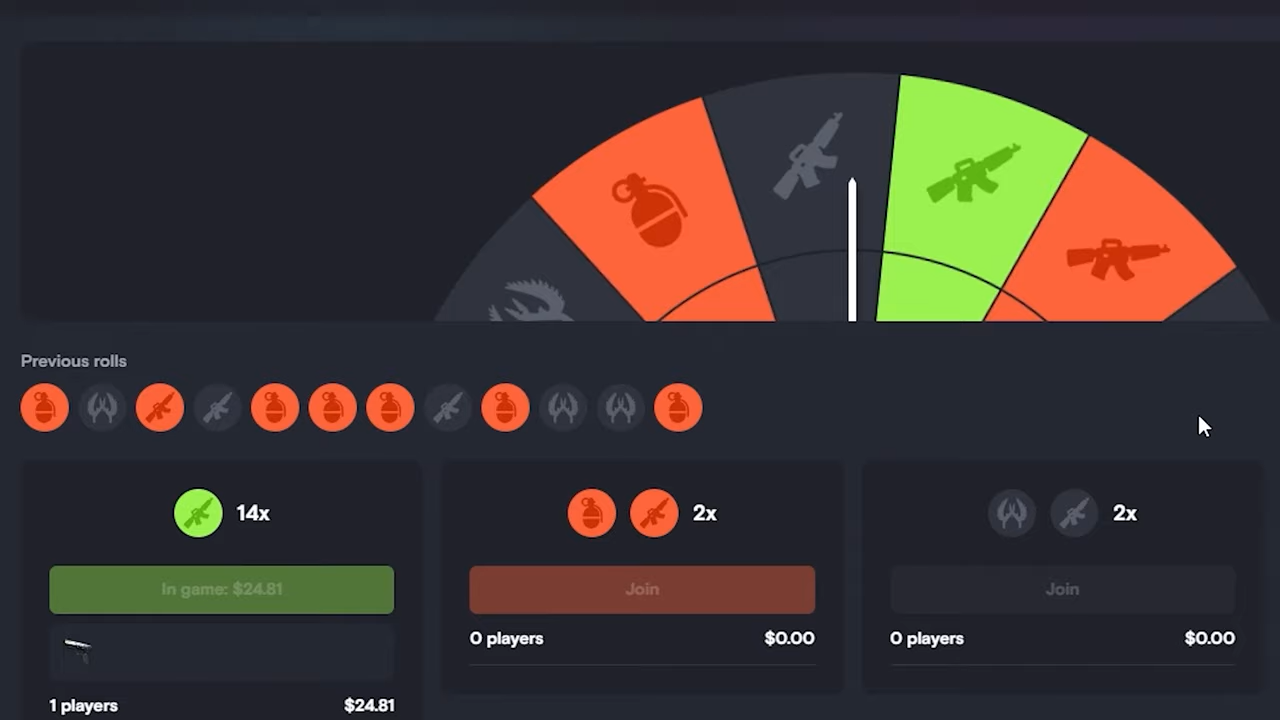 Previous rolls
14x
In game: $24.81
1 players
$24.81
2x
Join
0 players
$0.00
2x
Join
0 players
$0.00